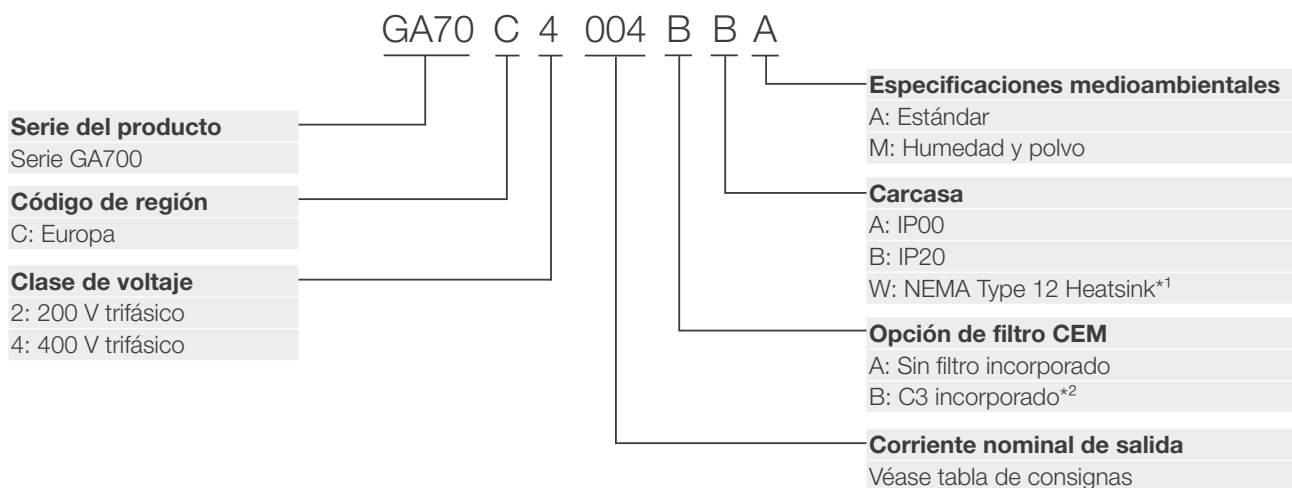 GA70 C 4 004 B B A
Serie del producto
Serie GA700
Código de región
C: Europa
Clase de voltaje
2: 200 V trifásico
4: 400 V trifásico
Especificaciones medioambientales
A: Estándar
M: Humedad y polvo
Carcasa
A: IP00
B: IP20
W: NEMA Type 12 Heatsink*1
Opción de filtro CEM
A: Sin filtro incorporado
B: C3 incorporado*2
Corriente nominal de salida
Véase tabla de consignas